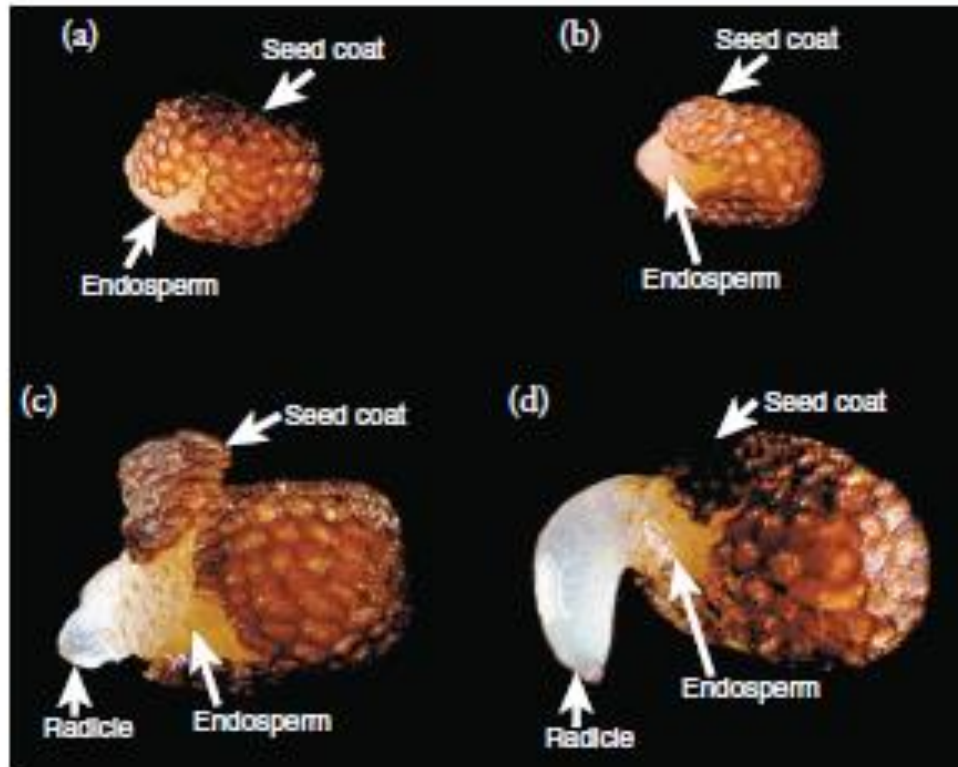 (a)
Seed coat
Endosperm
(b)
Seed coat
Endosperm
(c)
Seed coat
Radicle
Endosperm
(d)
Seed coat
Endosperm
Radicle